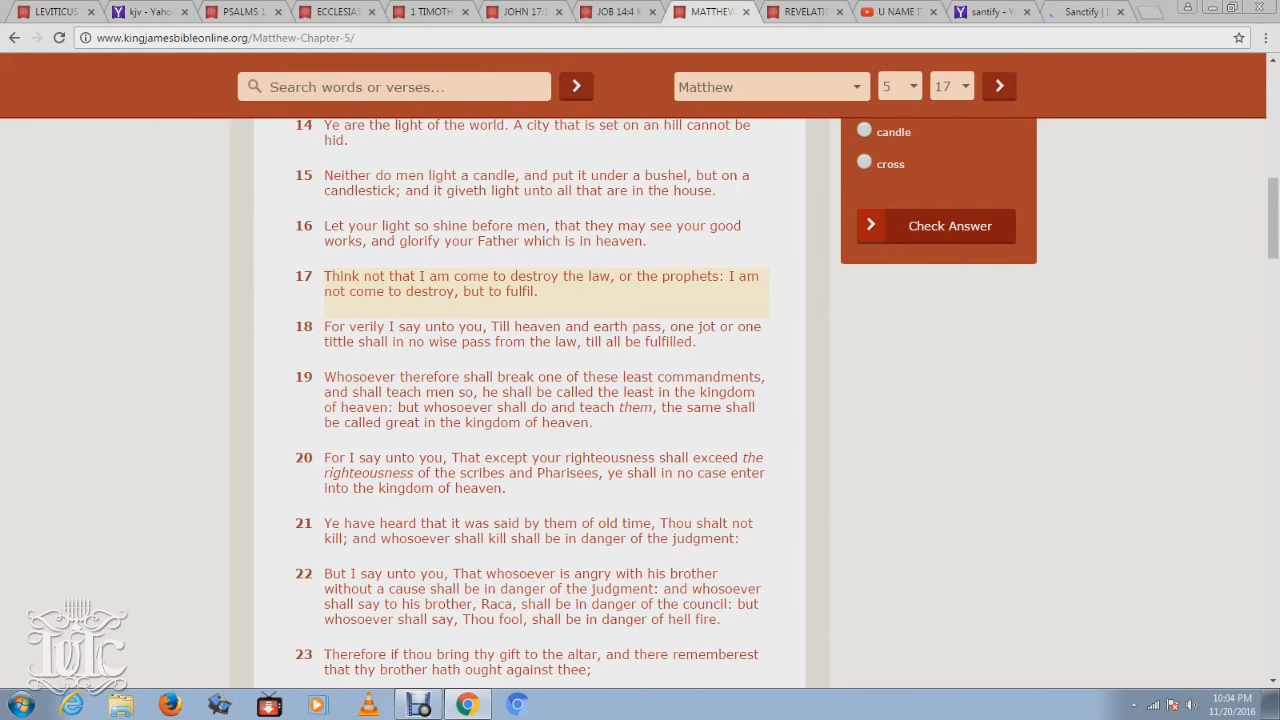 LEVITICUS
kjv - Yaho
PSALMS 1
ECCLESIAS
1 TIMOTH
JOHN 17:1
JOB 14:4 k
MATTHEW
REVELATI
U NAME IT
santify - Ya
Sanctify | D
www.kingjamesbibleonline.org/Matthew-Chapter-5/
Search words or verses... Matthew 5 17
14 Ye are the light of the world. A city that is set on an hill cannot be
hid.
15 Neither do men light a candle, and put it under a bushel, but on a
candlestick; and it giveth light unto all that are in the house.
16 Let your light so shine before men, that they may see your good
works, and glorify your Father which is in heaven.
17 Think not that I am come to destroy the law, or the prophets: I am
not come to destroy, but to fulfil.
18 For verily I say unto you, Till heaven and earth pass, one jot or one
tittle shall in no wise pass from the law, till all be fulfilled.
19 Whosoever therefore shall break one of these least commandments,
and shall teach men so, he shall be called the least in the kingdom
of heaven: but whosoever shall do and teach them, the same shall
be called great in the kingdom of heaven.
20 For I say unto you, That except your righteousness shall exceed the
righteousness of the scribes and Pharisees, ye shall in no case enter
into the kingdom of heaven.
21 Ye have heard that it was said by them of old time, Thou shalt not
kill; and whosoever shall kill shall be in danger of the judgment:
22 But I say unto you, That whosoever is angry with his brother
without a cause shall be in danger of the judgment: and whosoever
shall say to his brother, Raca, shall be in danger of the council: but
whosoever shall say, Thou fool, shall be in danger of hell fire.
23 Therefore if thou bring thy gift to the altar, and there rememberest
that thy brother hath ought against thee;
candle
cross
Check Answer
IUIC
10:04 PM
11/20/2016